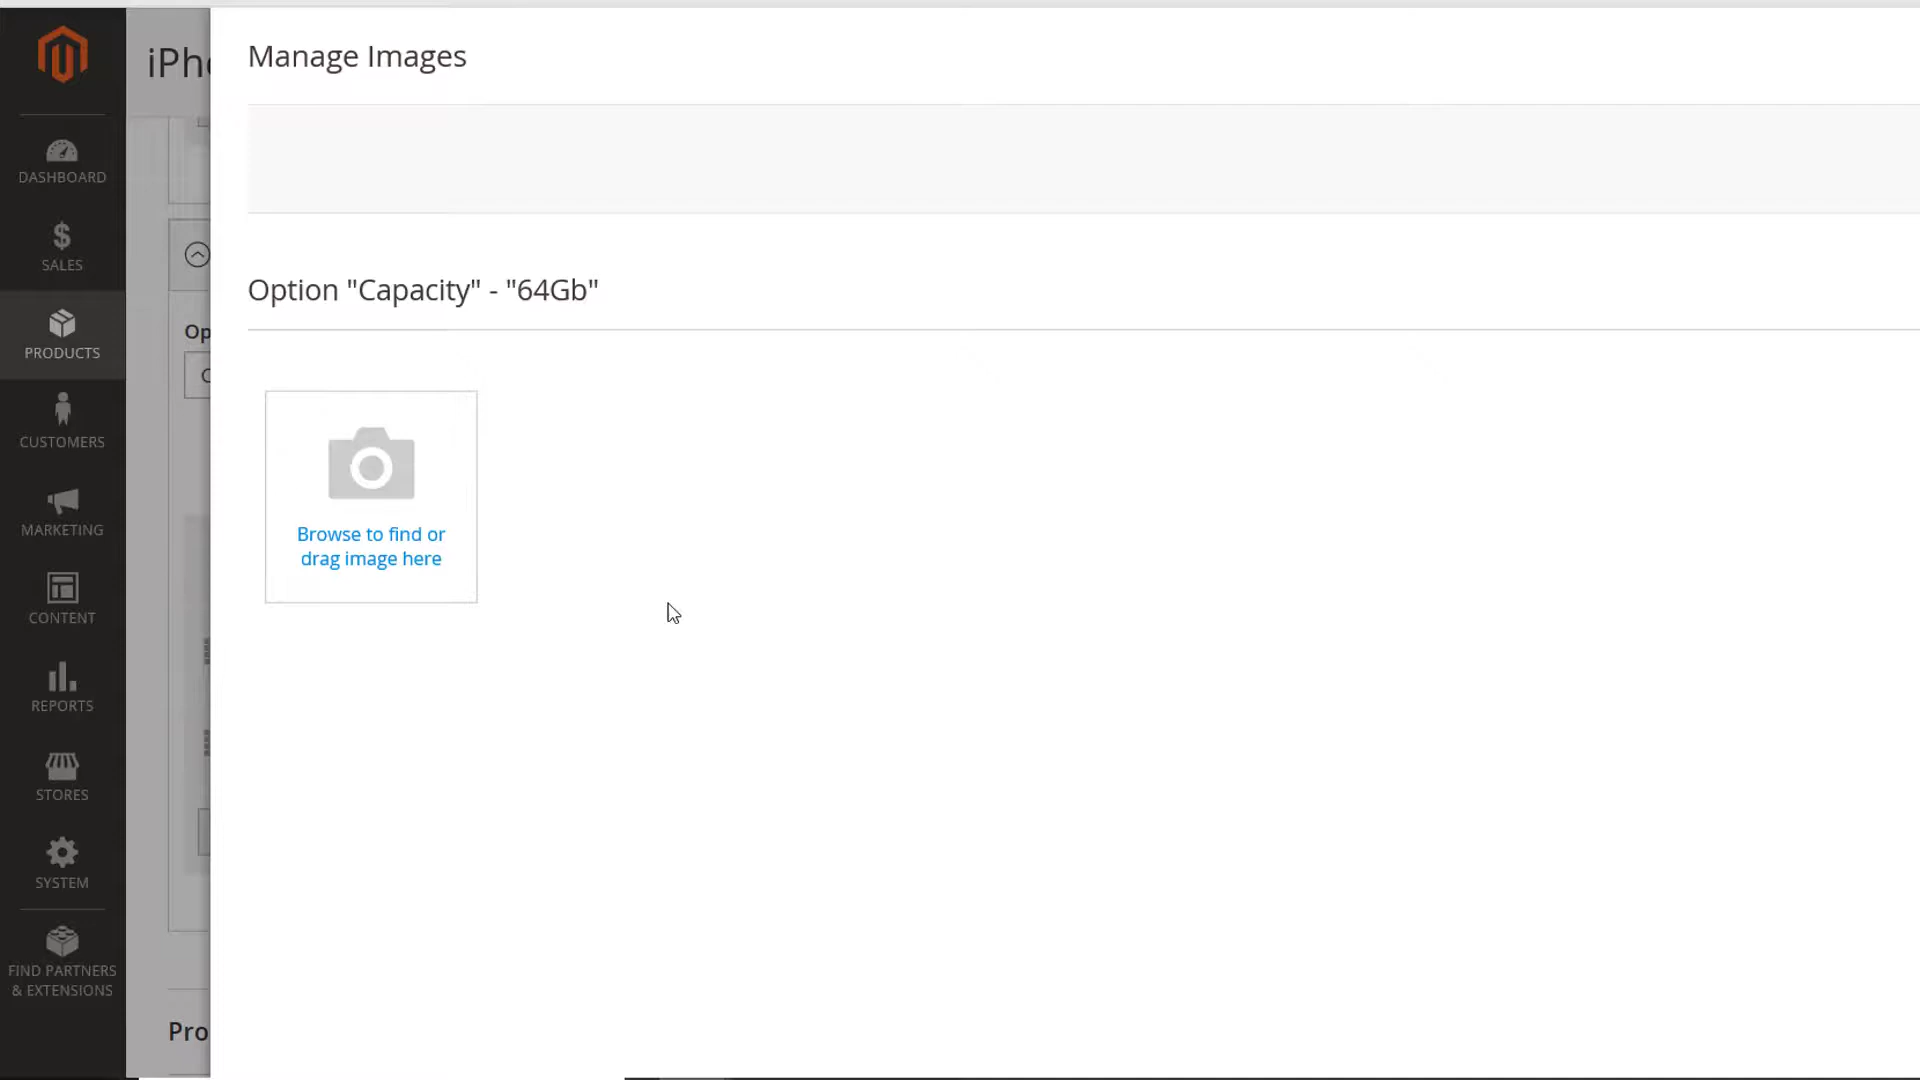 iPho
Manage Images
DASHBOARD
$
SALES
Option "Capacity" - "64Gb"
Op
PRODUCTS
CUSTOMERS
Browse to find or
drag image here
MARKETING
CONTENT
REPORTS
STORES
SYSTEM
FIND PARTNERS
& EXTENSIONS
Pro